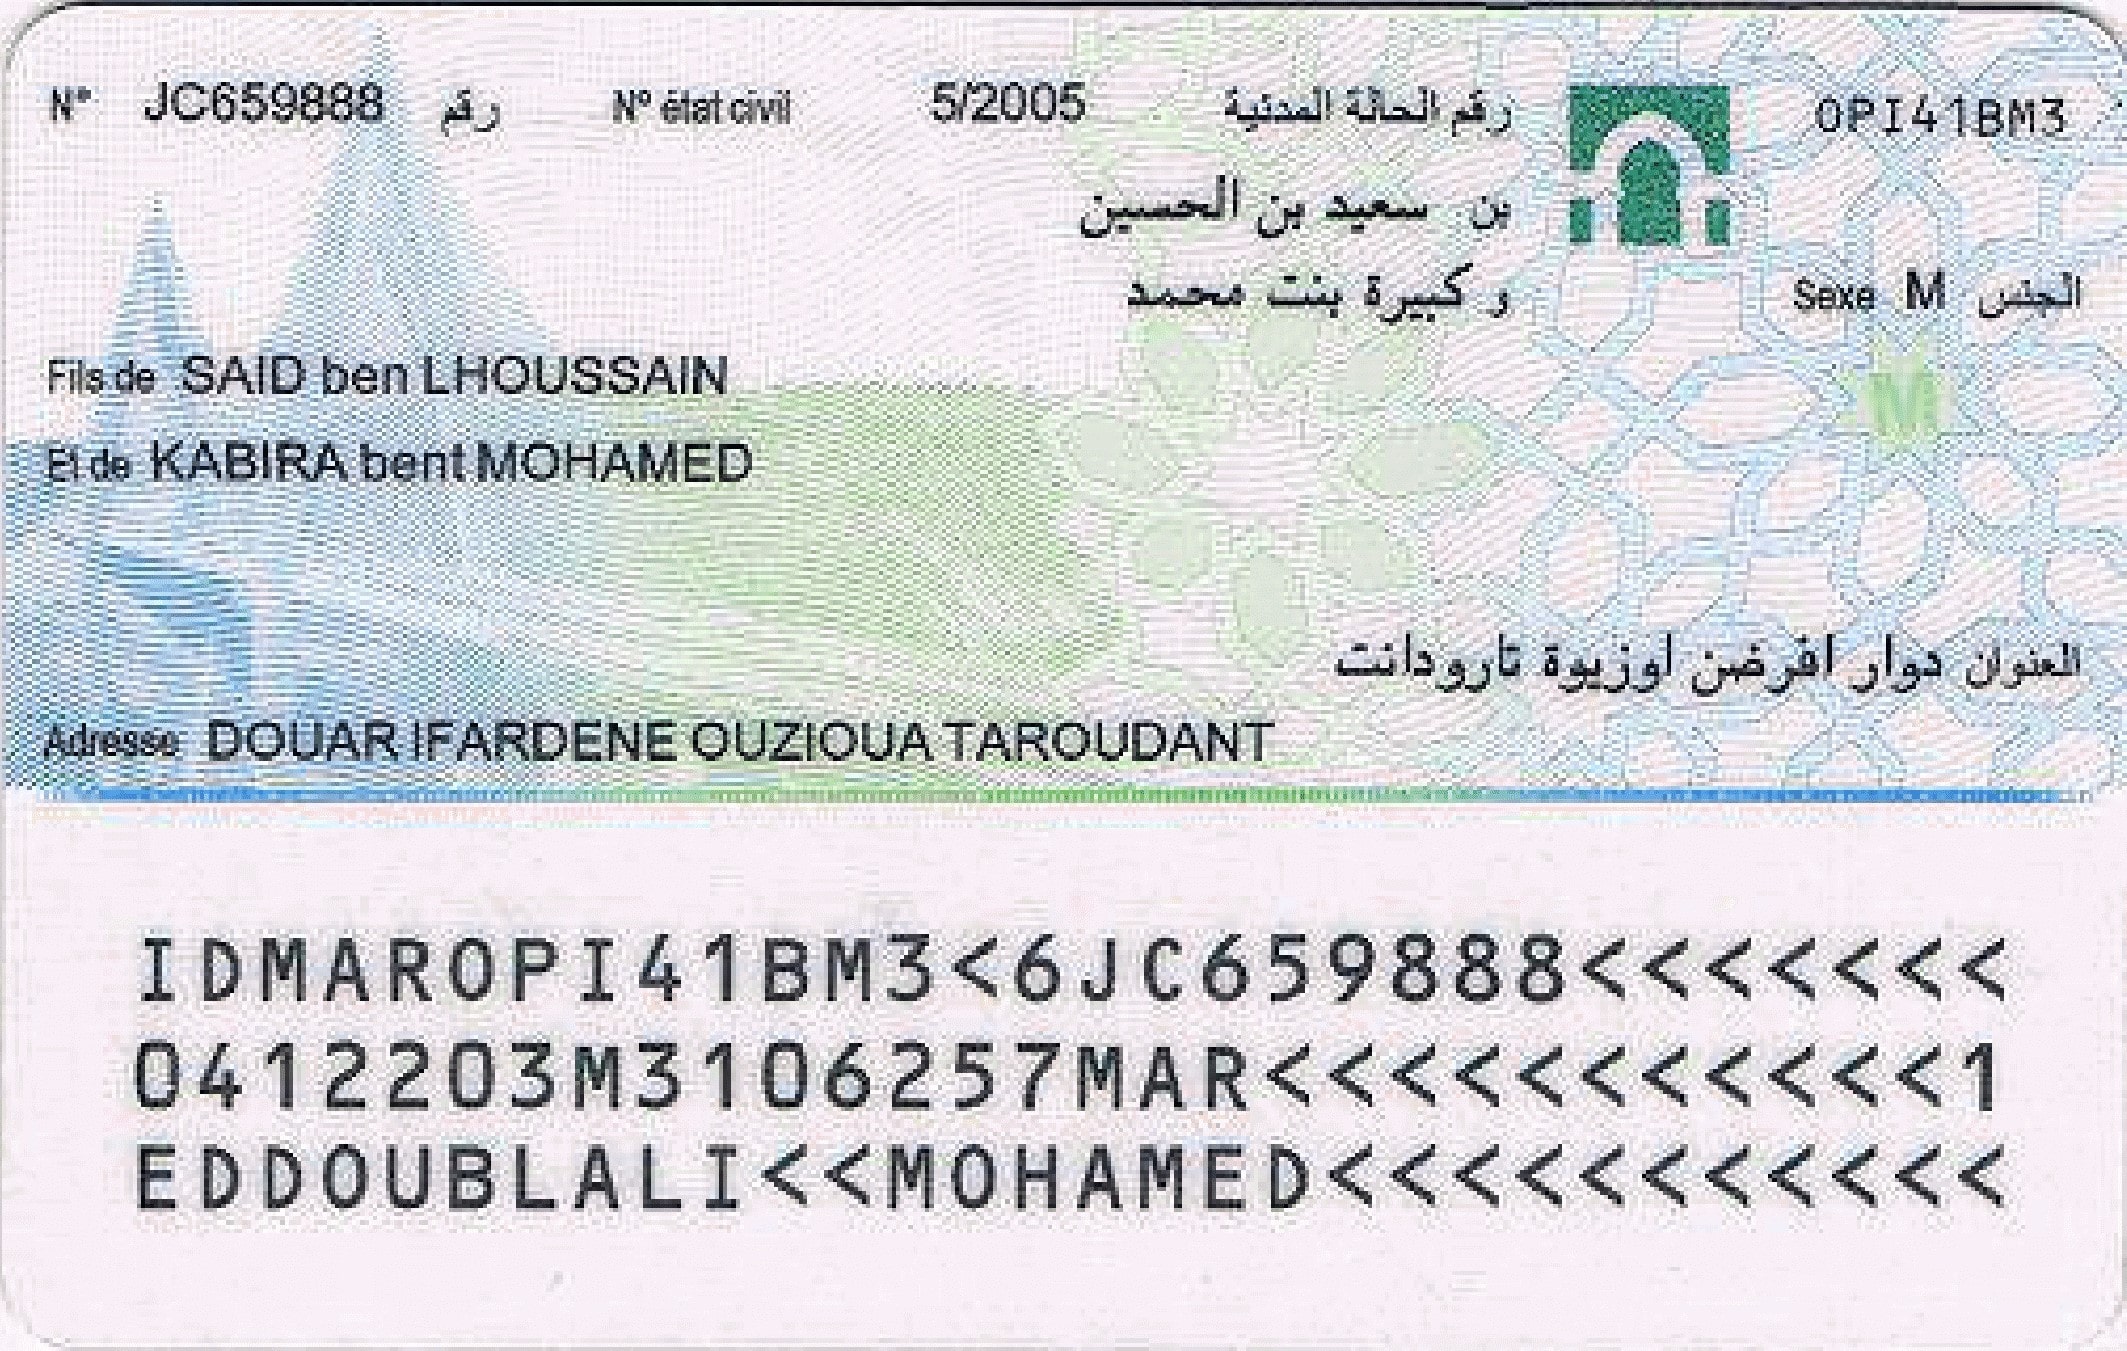 N° JC659888 رقم N° état civil 5/2005 رقم الحالة المدنية 0PI41BM3
بن سعيد بن الحسين
و كبيرة بنت محمد
Sexe M الجنس
Fils de SAID ben LHOUSSAIN
M
Et de KABIRA bent MOHAMED
العنوان دوار افرضن اوزيوة تارودانت
Adresse DOUAR IFARDENE OUZIOUA TAROUDANT
IDMAR0PI41BM3<6JC659888<<<<<<<
0412203M3106257MAR<<<<<<<<<<<1
EDDOUBLALI<<MOHAMED<<<<<<<<<<<